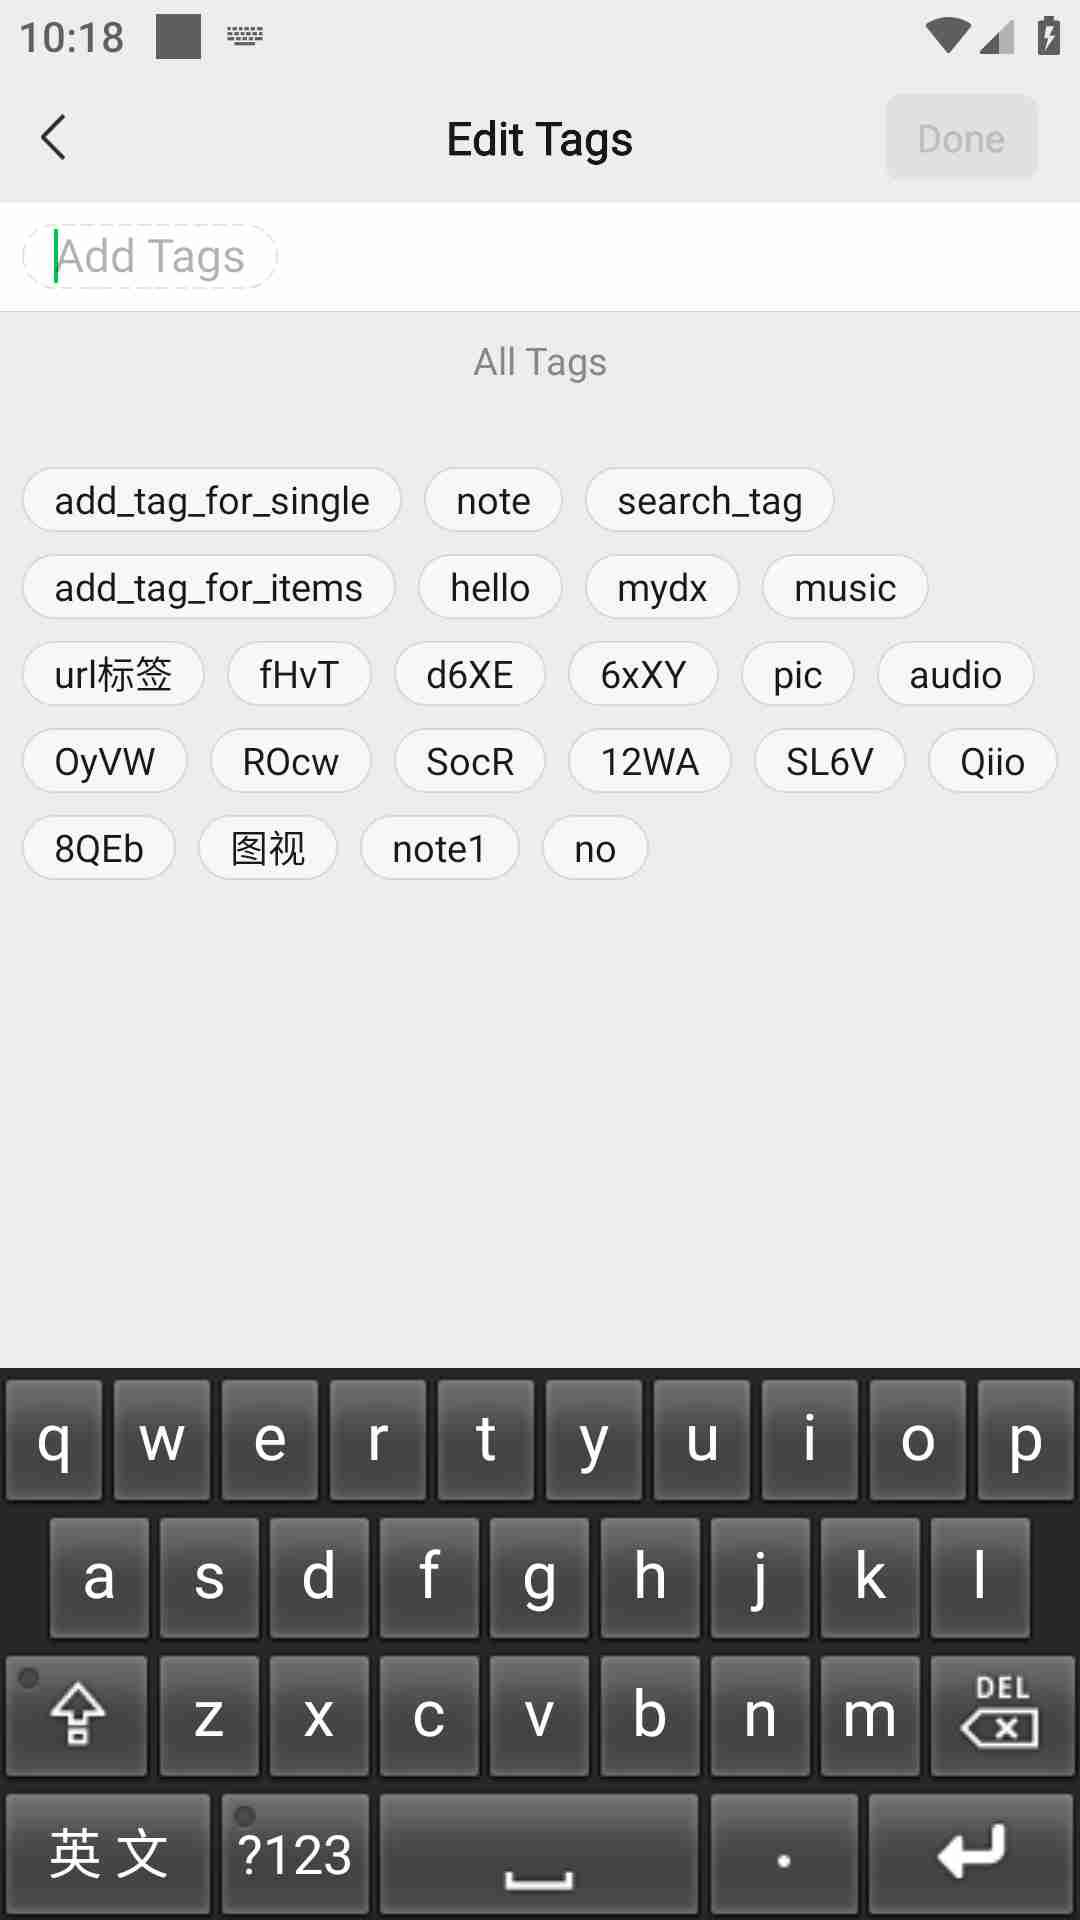 10:18
Edit Tags Done
Add Tags
All Tags
add_tag_for_single note search_tag
add_tag_for_items hello mydx music
url标签 fHvT d6XE 6xXY pic audio
OyVW ROcw SocR 12WA SL6V Qiio
8QEb 图视 note1 no
q w e r t y u i o p
a s d f g h j k l
z x c v b n m DEL
英文 ?123 .